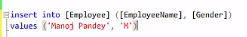 insert into [Employee] ([EmployeeName], [Gender])
values ('Manoj Pandey', 'M')